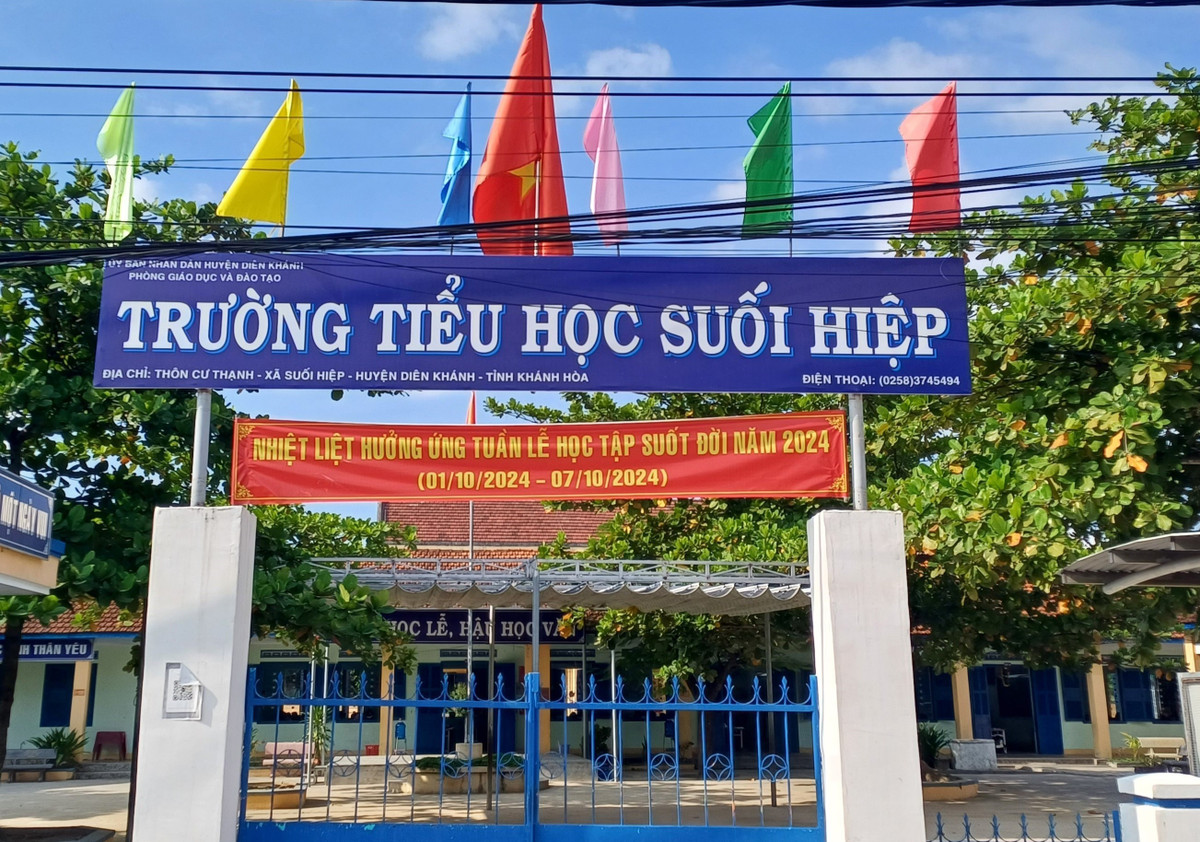 ỦY BAN NHÂN DÂN HUYỆN DIÊN KHÁNH
PHÒNG GIÁO DỤC VÀ ĐÀO TẠO
TRƯỜNG TIỂU HỌC SUỐI HIỆP
ĐỊA CHỈ: THÔN CƯ THẠNH - XÃ SUỐI HIỆP - HUYỆN DIÊN KHÁNH - TỈNH KHÁNH HÒA
ĐIỆN THOẠI: (0258)3745494
NHIỆT LIỆT HƯỞNG ỨNG TUẦN LỄ HỌC TẬP SUỐT ĐỜI NĂM 2024
(01/10/2024 – 07/10/2024)
MỘT NGÀY
HỌC LỄ, HẬU HỌC
THÂN YÊU